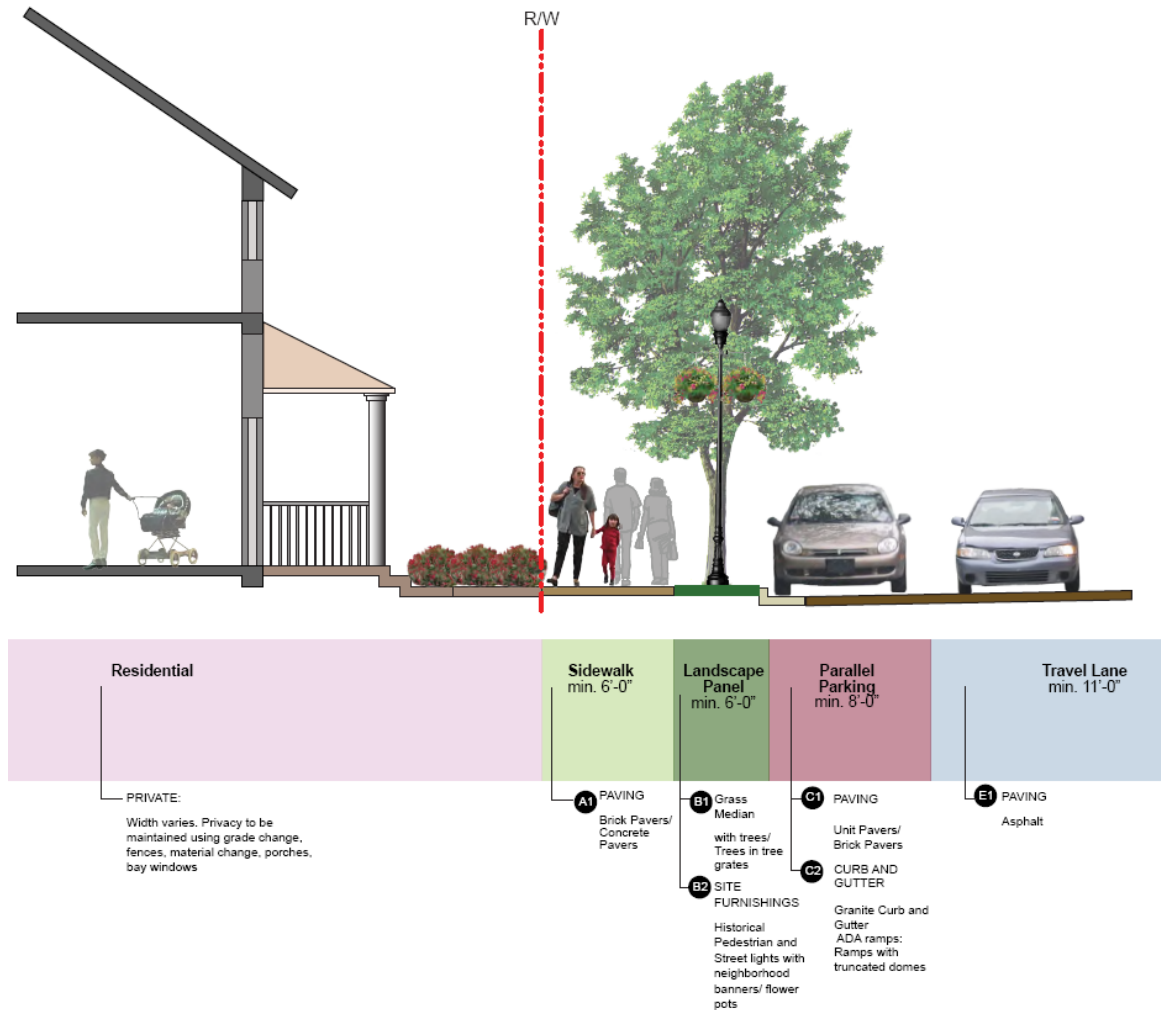 R/W
Residential
Sidewalk
min. 6'-0"
Landscape
Panel
min. 6'-0"
Parallel
Parking
min. 8'-0"
Travel Lane
min. 11'-0"
PRIVATE:
Width varies. Privacy to be
maintained using grade change,
fences, material change, porches,
bay windows
A1 PAVING
Brick Pavers/
Concrete
Pavers
B1 Grass
Median
with trees/
Trees in tree
grates
B2 SITE
FURNISHINGS
Historical
Pedestrian and
Street lights with
neighborhood
banners/ flower
pots
C1 PAVING
Unit Pavers/
Brick Pavers
C2 CURB AND
GUTTER
Granite Curb and
Gutter
ADA ramps:
Ramps with
truncated domes
E1 PAVING
Asphalt